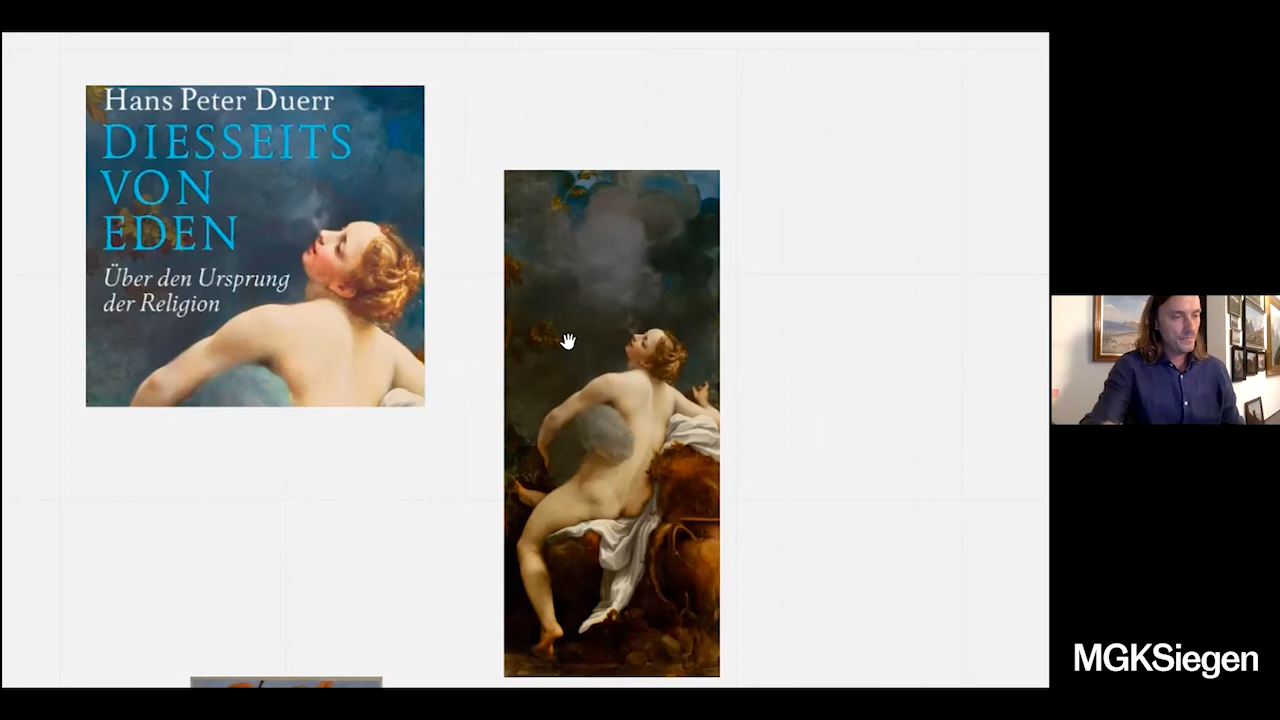 Hans Peter Duerr
DIESSEITS
VON
EDEN
Über den Ursprung
der Religion
MGKSiegen